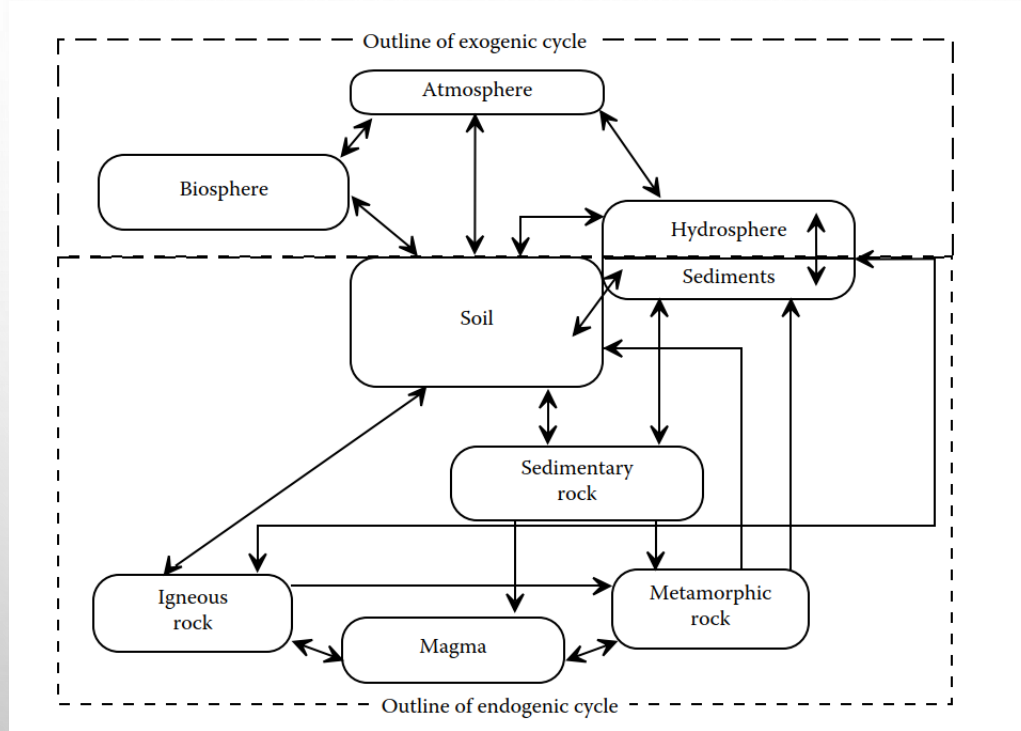 Outline of exogenic cycle
Atmosphere
Biosphere
Hydrosphere
Sediments
Soil
Sedimentary
rock
Igneous
rock
Metamorphic
rock
Magma
Outline of endogenic cycle